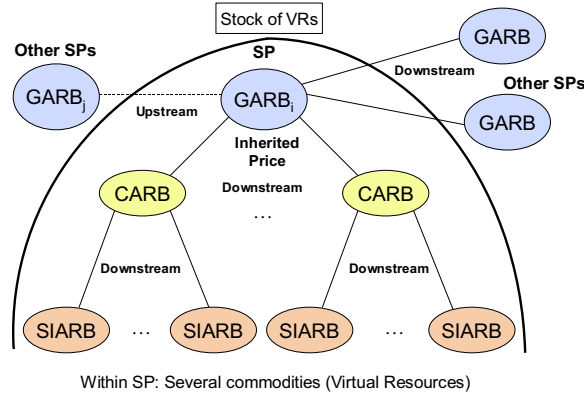 Stock of VRs
Other SPs
SP
GARB
Downstream
Other SPs
GARBj
GARBi
GARB
Upstream
Inherited
Price
CARB
Downstream
CARB
...
Downstream
Downstream
SIARB
...
SIARB
SIARB
...
SIARB
Within SP: Several commodities (Virtual Resources)